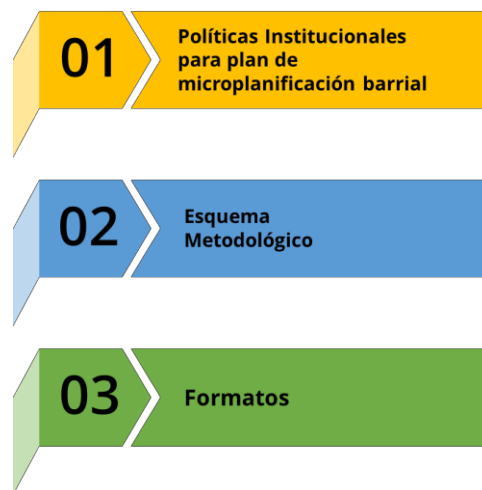 01
Políticas Institucionales
para plan de
microplanificación barrial
02
Esquema
Metodológico
03
Formatos